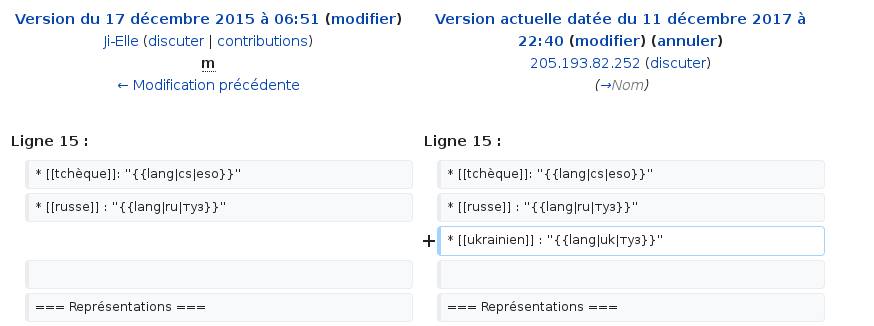 Version du 17 décembre 2015 à 06:51 (modifier)
Ji-Elle (discuter | contributions)
m
← Modification précédente
Version actuelle datée du 11 décembre 2017 à
22:40 (modifier) (annuler)
205.193.82.252 (discuter)
(→Nom)
Ligne 15 :
Ligne 15 :
* [[tchèque]]: "{{lang|cs|eso}}"
* [[tchèque]]: "{{lang|cs|eso}}"
* [[russe]] : "{{lang|ru|туз}}"
* [[russe]] : "{{lang|ru|туз}}"
+ * [[ukrainien]] : "{{lang|uk|туз}}"
=== Représentations ===
=== Représentations ===